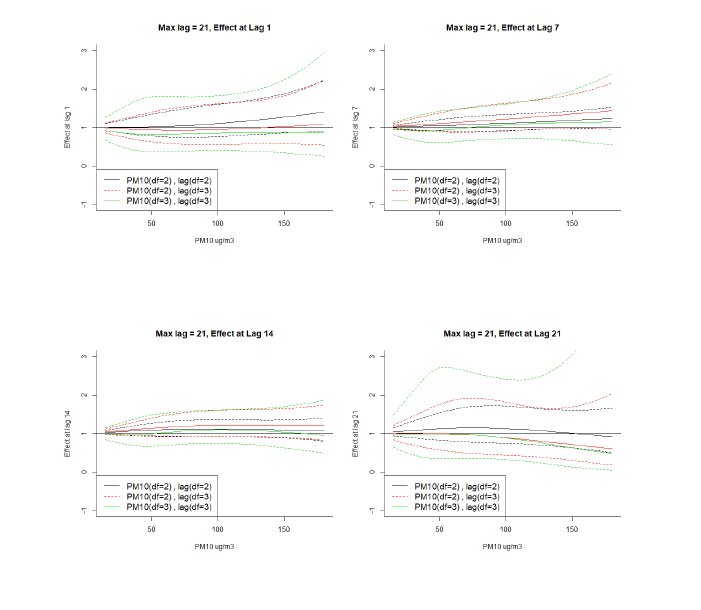 Max lag = 21, Effect at Lag 1
Effect at lag 1
3
2
1
0
-1
PM10(df=2) , lag(df=2)
PM10(df=2) , lag(df=3)
PM10(df=3) , lag(df=3)
50 100 150
PM10 ug/m3
Max lag = 21, Effect at Lag 7
Effect at lag 7
3
2
1
0
-1
PM10(df=2) , lag(df=2)
PM10(df=2) , lag(df=3)
PM10(df=3) , lag(df=3)
50 100 150
PM10 ug/m3
Max lag = 21, Effect at Lag 14
Effect at lag 14
3
2
1
0
-1
PM10(df=2) , lag(df=2)
PM10(df=2) , lag(df=3)
PM10(df=3) , lag(df=3)
50 100 150
PM10 ug/m3
Max lag = 21, Effect at Lag 21
Effect at lag 21
3
2
1
0
-1
PM10(df=2) , lag(df=2)
PM10(df=2) , lag(df=3)
PM10(df=3) , lag(df=3)
50 100 150
PM10 ug/m3